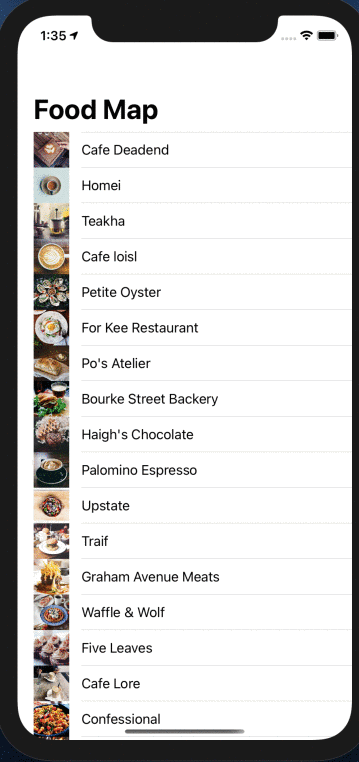 1:35
Food Map
Cafe Deadend
Homei
Teakha
Cafe loisl
Petite Oyster
For Kee Restaurant
Po's Atelier
Bourke Street Backery
Haigh's Chocolate
Palomino Espresso
Upstate
Traif
Graham Avenue Meats
Waffle & Wolf
Five Leaves
Cafe Lore
Confessional